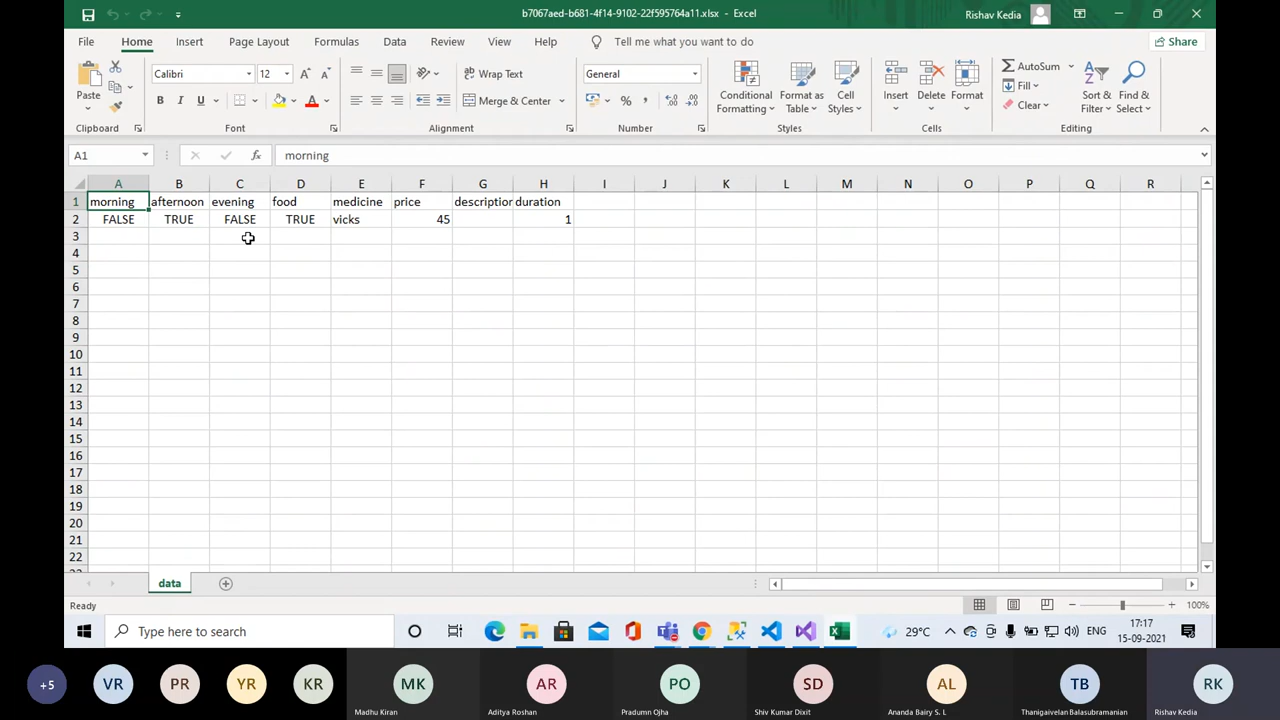 b7067aed-b681-4f14-9102-22f595764a11.xlsx - Excel
Rishav Kedia
File Home Insert Page Layout Formulas Data Review View Help Tell me what you want to do Share
Calibri 12 Wrap Text General AutoSum
Paste B I U Merge & Center % Conditional Formatting Format as Table Cell Styles Insert Delete Format Fill Clear Sort & Filter Find & Select
Clipboard Font Alignment Number Styles Cells Editing
A1 fx morning
A B C D E F G H I J K L M N O P Q R
1 morning afternoon evening food medicine price description duration
2 FALSE TRUE FALSE TRUE vicks 45 1
3
4
5
6
7
8
9
10
11
12
13
14
15
16
17
18
19
20
21
22
data
Ready 100%
Type here to search 29°C ENG 17:17
15-09-2021
+5 VR PR YR KR MK AR PO SD AL TB RK
Madhu Kiran Aditya Roshan Pradumn Ojha Shiv Kumar Dixit Ananda Bairy S. L Thanigaivelan Balasubramanian Rishav Kedia